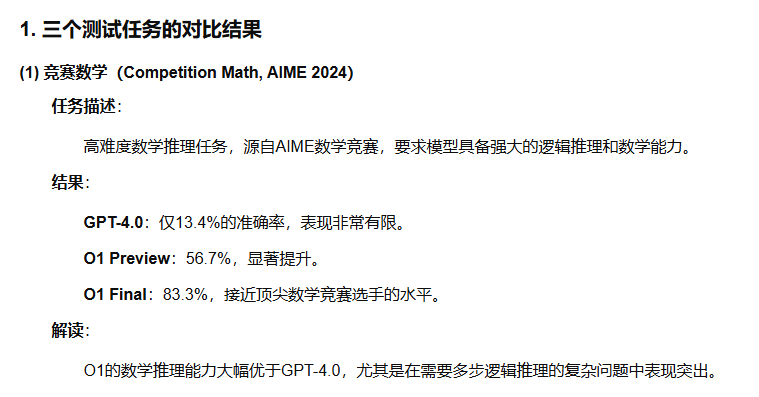 1. 三个测试任务的对比结果
(1) 竞赛数学（Competition Math, AIME 2024）
任务描述：
高难度数学推理任务，源自AIME数学竞赛，要求模型具备强大的逻辑推理和数学能力。
结果：
GPT-4.0：仅13.4%的准确率，表现非常有限。
O1 Preview：56.7%，显著提升。
O1 Final：83.3%，接近顶尖数学竞赛选手的水平。
解读：
O1的数学推理能力大幅优于GPT-4.0，尤其是在需要多步逻辑推理的复杂问题中表现突出。